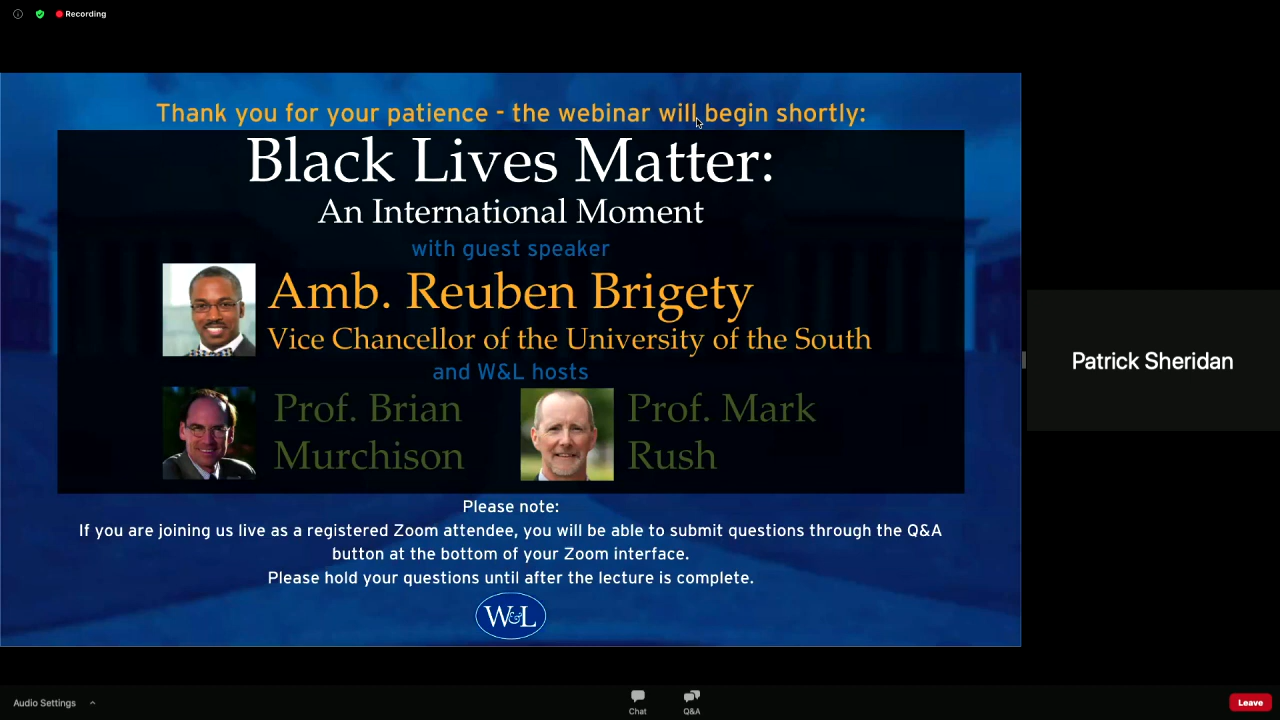 Recording
Thank you for your patience - the webinar will begin shortly:
Black Lives Matter:
An International Moment
with guest speaker
Amb. Reuben Brigety
Vice Chancellor of the University of the South
and W&L hosts
Prof. Brian
Murchison
Prof. Mark
Rush
Patrick Sheridan
Please note:
If you are joining us live as a registered Zoom attendee, you will be able to submit questions through the Q&A
button at the bottom of your Zoom interface.
Please hold your questions until after the lecture is complete.
W&L
Audio Settings
Chat
Q&A
Leave